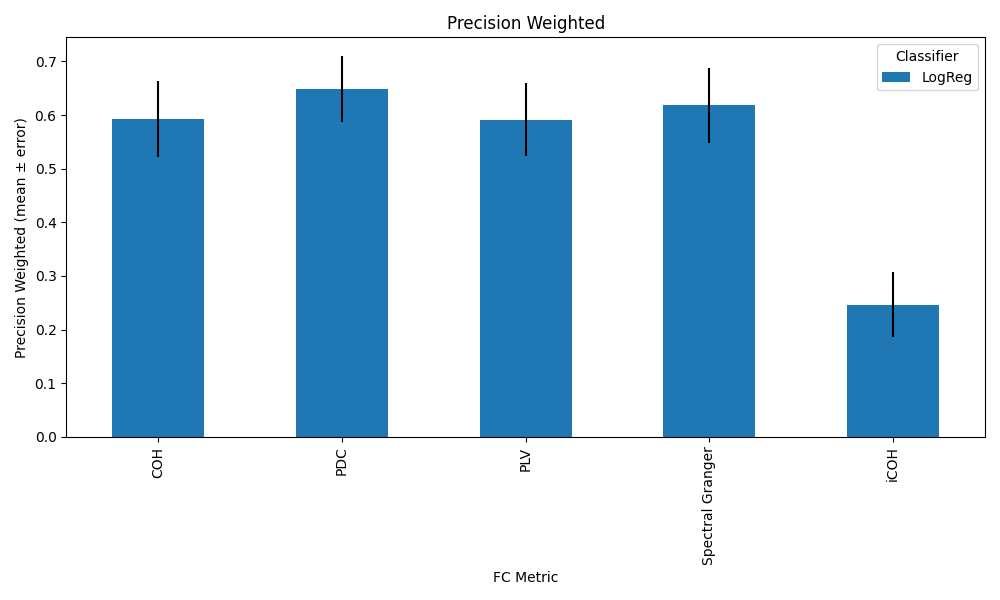 Precision Weighted
Classifier
LogReg
Precision Weighted (mean ± error)
0.7
0.6
0.5
0.4
0.3
0.2
0.1
0.0
COH
PDC
PLV
Spectral Granger
iCOH
FC Metric